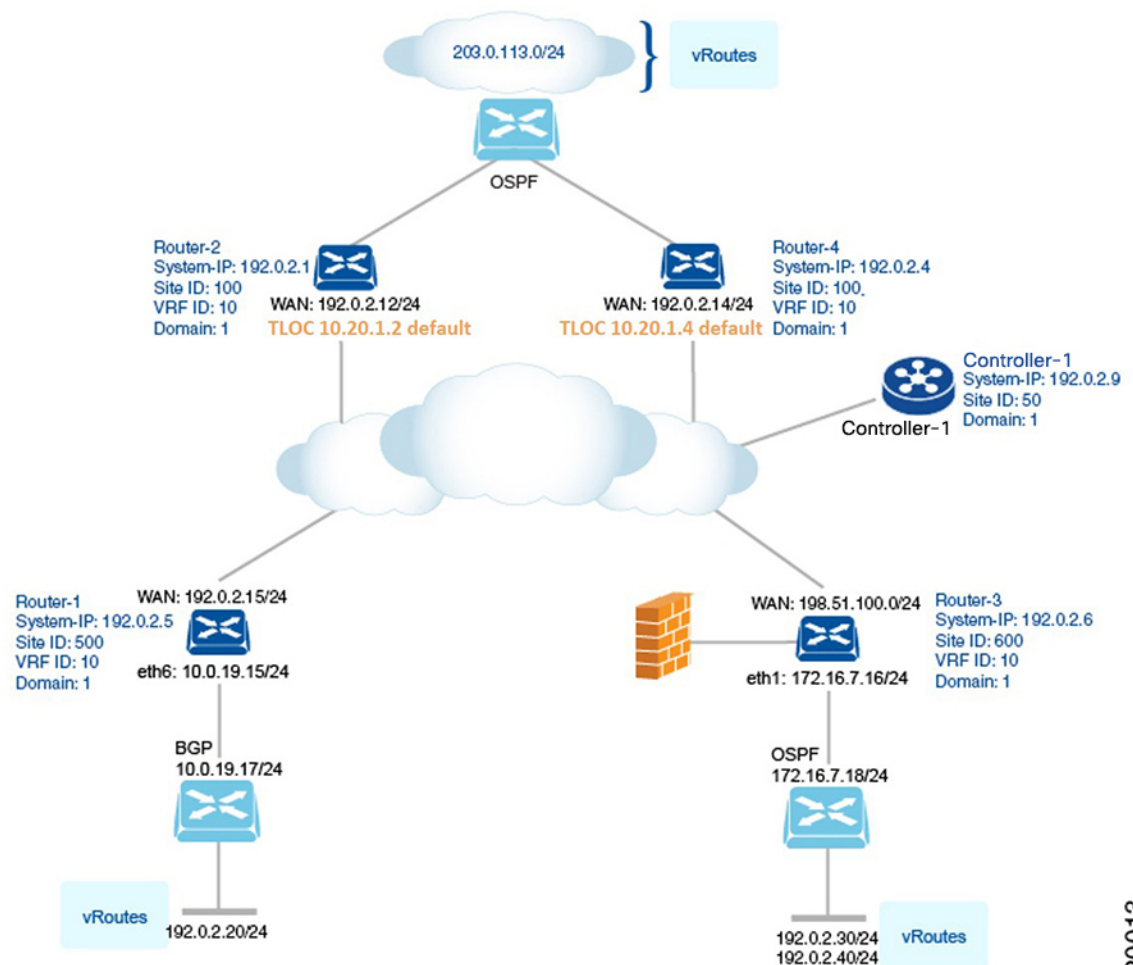 203.0.113.0/24
vRoutes
OSPF
Router-2
System-IP: 192.0.2.1
Site ID: 100
VRF ID: 10
Domain: 1
WAN: 192.0.2.12/24
TLOC 10.20.1.2 default
Router-4
System-IP: 192.0.2.4
Site ID: 100.
VRF ID: 10
Domain: 1
WAN: 192.0.2.14/24
TLOC 10.20.1.4 default
Controller-1
System-IP: 192.0.2.9
Site ID: 50
Domain: 1
Controller-1
Router-1
System-IP: 192.0.2.5
Site ID: 500
VRF ID: 10
Domain: 1
WAN: 192.0.2.15/24
eth6: 10.0.19.15/24
WAN: 198.51.100.0/24
eth1: 172.16.7.16/24
Router-3
System-IP: 192.0.2.6
Site ID: 600
VRF ID: 10
Domain: 1
BGP
10.0.19.17/24
OSPF
172.16.7.18/24
vRoutes
192.0.2.20/24
192.0.2.30/24
192.0.2.40/24
vRoutes